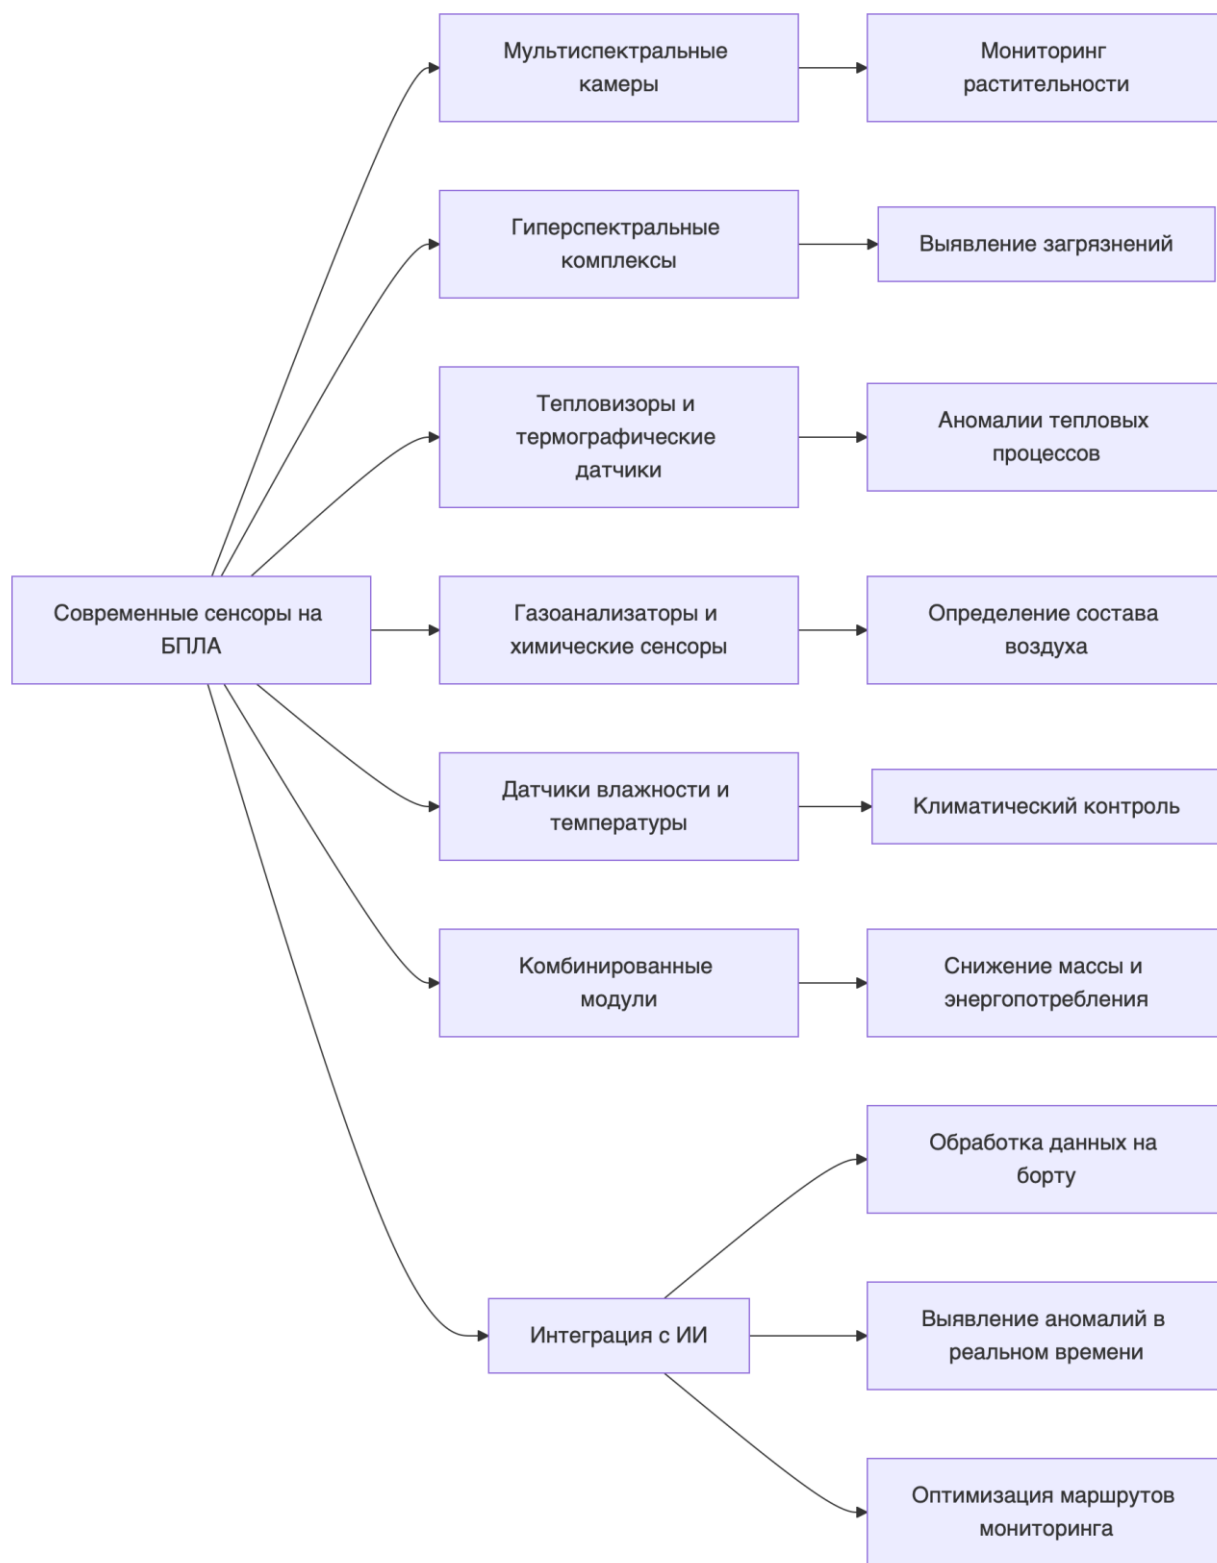 Мультиспектральные
камеры
Мониторинг
растительности
Гиперспектральные
комплексы
Выявление загрязнений
Тепловизоры и
термографические
датчики
Аномалии тепловых
процессов
Современные сенсоры на
БПЛА
Газоанализаторы и
химические сенсоры
Определение состава
воздуха
Датчики влажности и
температуры
Климатический контроль
Комбинированные
модули
Снижение массы и
энергопотребления
Обработка данных на
борту
Интеграция с ИИ
Выявление аномалий в
реальном времени
Оптимизация маршрутов
мониторинга